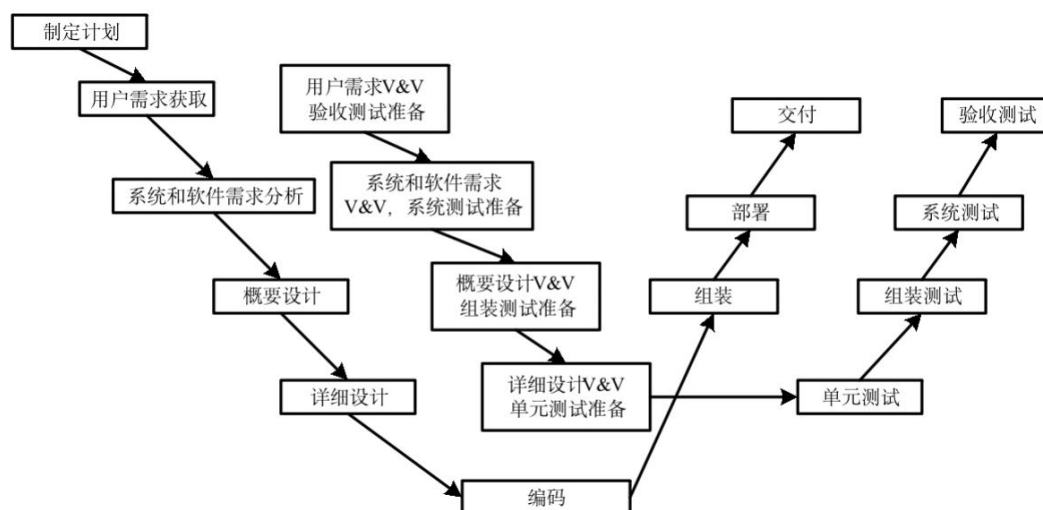 制定计划
用户需求获取
用户需求V&V
验收测试准备
交付
验收测试
系统和软件需求分析
系统和软件需求
V&V，系统测试准备
部署
系统测试
概要设计
概要设计V&V
组装测试准备
组装
组装测试
详细设计
详细设计V&V
单元测试准备
单元测试
编码